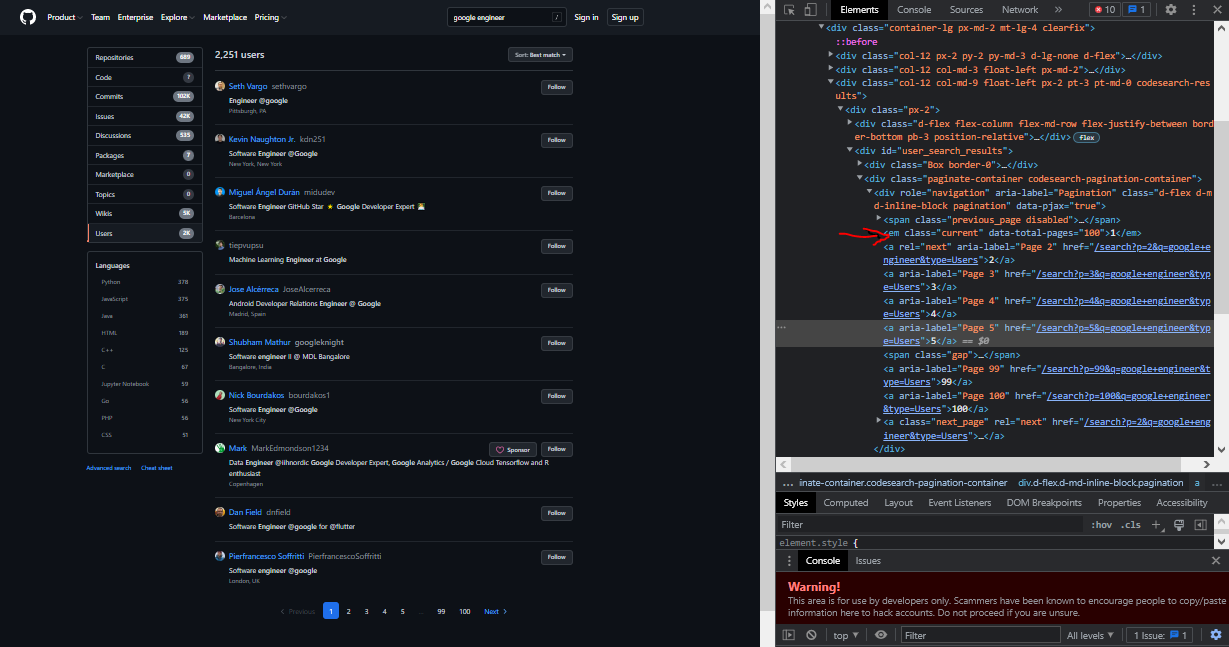 Product Team Enterprise Explore Marketplace Pricing google engineer / Sign in Sign up
Repositories 889
Code ?
Commits 102K
Issues 42K
Discussions 535
Packages 7
Marketplace 0
Topics 0
Wikis 5K
Users 2K
Languages
Python 378
JavaScript 375
Java 361
HTML 189
C++ 125
C 67
Jupyter Notebook 59
Go 56
PHP 56
CSS 51
Advanced search Cheat sheet
2,251 users Sort: Best match
Seth Vargo sethvargo Follow
Engineer @google
Pittsburgh, PA
Kevin Naughton Jr. kdn251 Follow
Software Engineer @Google
New York, New York
Miguel Ángel Durán midudev Follow
Software Engineer GitHub Star ★ Google Developer Expert
Barcelona
tiepvupsu Follow
Machine Learning Engineer at Google
Jose Alcérreca JoseAlcerreca Follow
Android Developer Relations Engineer @ Google
Madrid, Spain
Shubham Mathur googleknight Follow
Software engineer II @ MDL Bangalore
Bangalore, India
Nick Bourdakos bourdakos1 Follow
Software Engineer @Google
New York City
Mark MarkEdmondson1234 Sponsor Follow
Data Engineer @iihnordic Google Developer Expert, Google Analytics / Google Cloud Tensorflow and R
enthusiast
Copenhagen
Dan Field dnfield Follow
Software Engineer @google for @flutter
Pierfrancesco Soffritti PierfrancescoSoffritti Follow
Software engineer @google
London, UK
< Previous 1 2 3 4 5 … 99 100 Next >
Elements Console Sources Network » 10 1
<div class="container-lg px-md-2 mt-lg-4 clearfix">
::before
<div class="col-12 px-2 py-2 py-md-3 d-lg-none d-flex">…</div>
<div class="col-12 col-md-3 float-left px-md-2">…</div>
<div class="col-12 col-md-9 float-left px-2 pt-3 pt-md-0 codesearch-res
ults">
<div class="px-2">
<div class="d-flex flex-column flex-md-row flex-justify-between bord
er-bottom pb-3 position-relative">…</div> flex
<div id="user_search_results">
<div class="Box border-0">…</div>
<div class="paginate-container codesearch-pagination-container">
<div role="navigation" aria-label="Pagination" class="d-flex d-m
d-inline-block pagination" data-pjax="true">
<span class="previous_page disabled">…</span>
<em class="current" data-total-pages="100">1</em>
<a rel="next" aria-label="Page 2" href="/search?p=2&q=google+e
ngineer&type=Users">2</a>
<a aria-label="Page 3" href="/search?p=3&q=google+engineer&typ
e=Users">3</a>
<a aria-label="Page 4" href="/search?p=4&q=google+engineer&typ
e=Users">4</a>
… <a aria-label="Page 5" href="/search?p=5&q=google+engineer&typ
e=Users">5</a> == $0
<span class="gap">…</span>
<a aria-label="Page 99" href="/search?p=99&q=google+engineer&t
ype=Users">99</a>
<a aria-label="Page 100" href="/search?p=100&q=google+engineer
&type=Users">100</a>
<a class="next_page" rel="next" href="/search?p=2&q=google+eng
ineer&type=Users">…</a>
</div>
… inate-container.codesearch-pagination-container div.d-flex.d-md-inline-block.pagination a …
Styles Computed Layout Event Listeners DOM Breakpoints Properties Accessibility
Filter :hov .cls +
element.style {
Console Issues
Warning!
This area is for use by developers only. Scammers have been known to encourage people to copy/paste
information here to hack accounts. Do not proceed if you are unsure.
top ▼ Filter All levels ▼ 1 Issue: 1